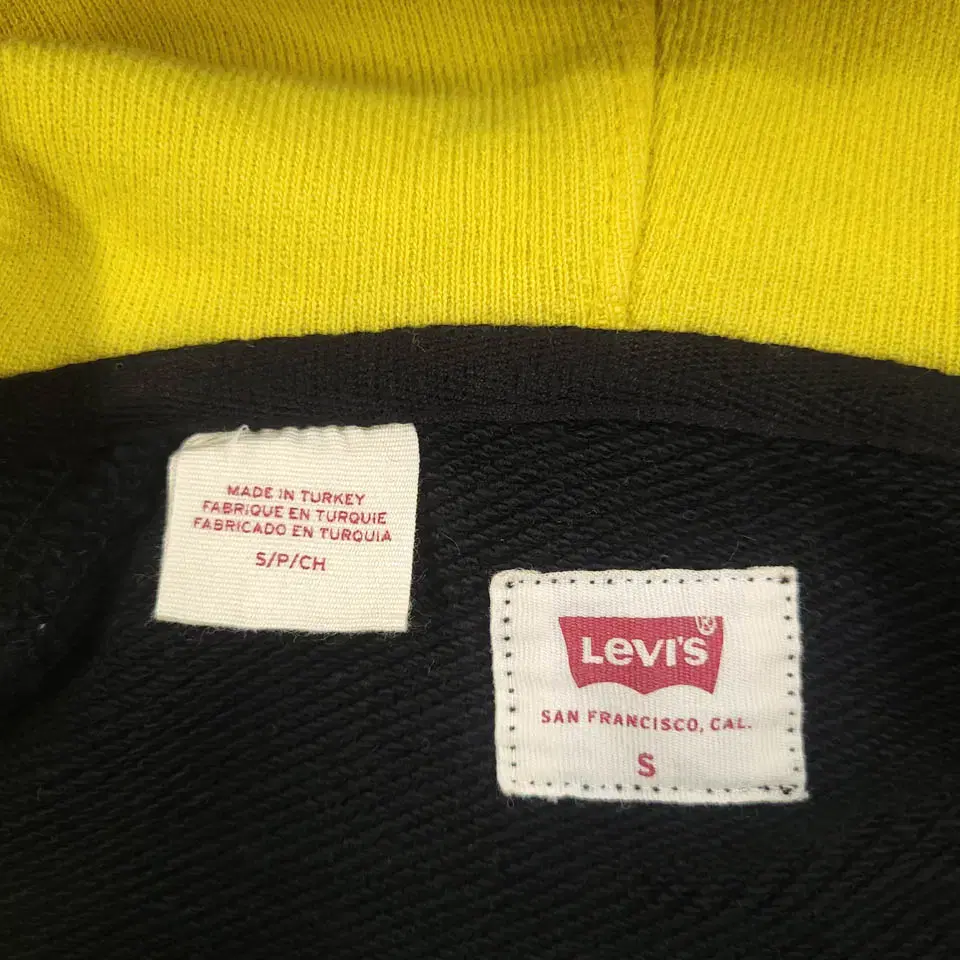 MADE IN TURKEY
FABRIQUE EN TURQUIE
FABRICADO EN TURQUIA
S/P/CH
LEVI'S®
SAN FRANCISCO, CAL.
S